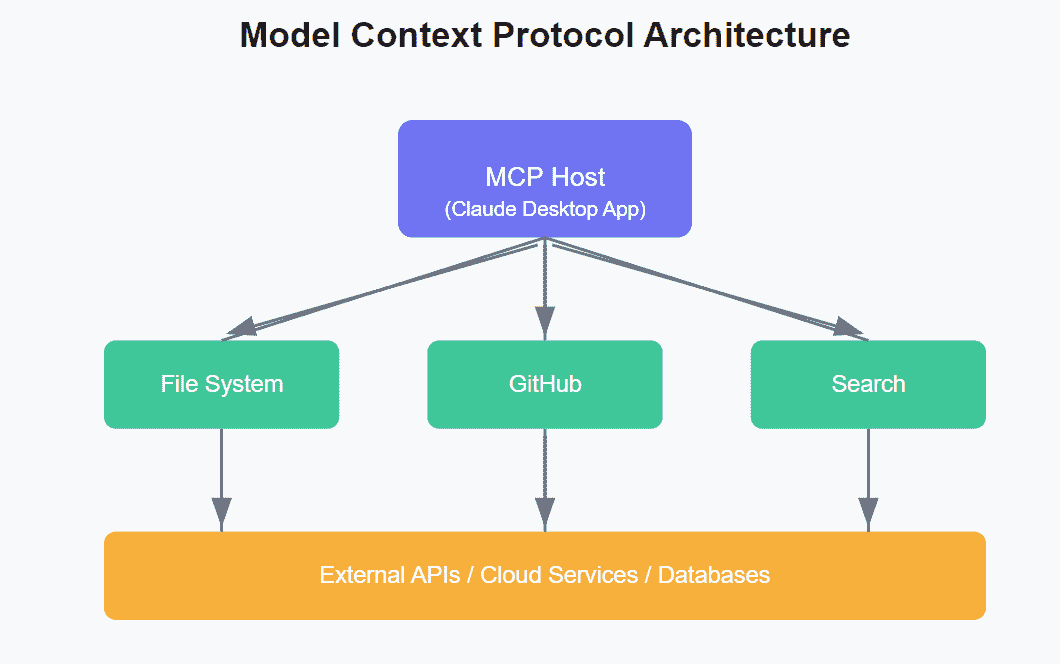 Model Context Protocol Architecture
MCP Host
(Claude Desktop App)
File System
GitHub
Search
External APIs / Cloud Services / Databases